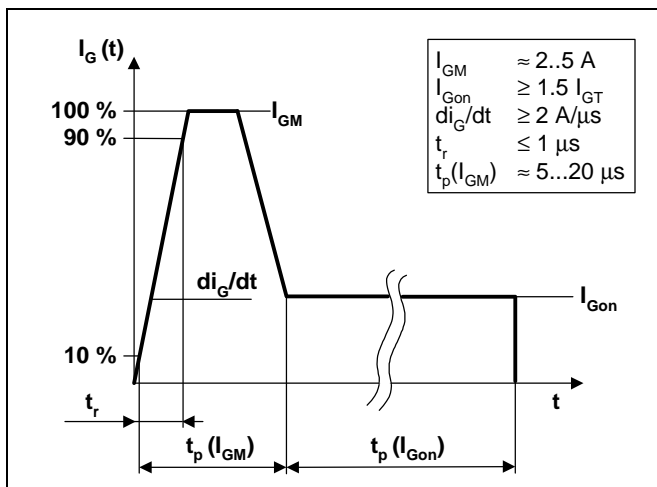 I_G (t)
100 %
90 %
I_GM
di_G/dt
I_Gon
10 %
t
t_r
t_p (I_GM)
t_p (I_Gon)
I_GM ≈ 2..5 A
I_Gon ≥ 1.5 I_GT
di_G/dt ≥ 2 A/μs
t_r ≤ 1 μs
t_p(I_GM) ≈ 5...20 μs